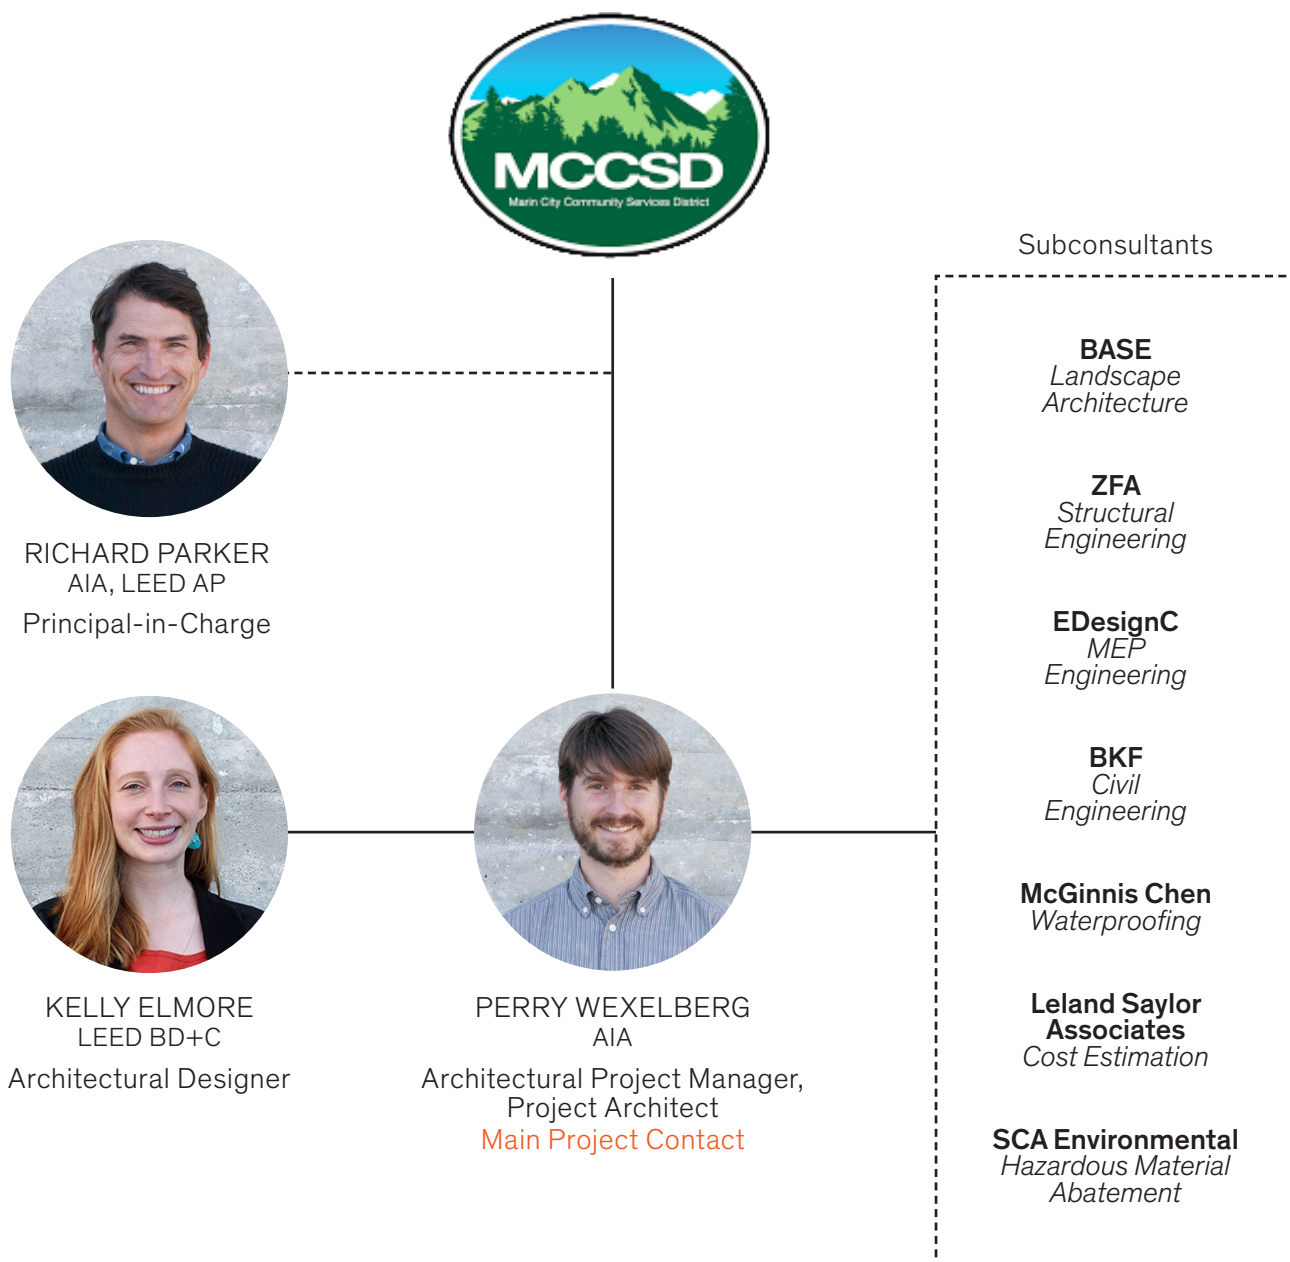 MCCSD
Marin City Community Services District
Subconsultants
RICHARD PARKER
AIA, LEED AP
Principal-in-Charge
KELLY ELMORE
LEED BD+C
Architectural Designer
PERRY WEXELBERG
AIA
Architectural Project Manager,
Project Architect
Main Project Contact
BASE
Landscape
Architecture
ZFA
Structural
Engineering
EDesignC
MEP
Engineering
BKF
Civil
Engineering
McGinnis Chen
Waterproofing
Leland Saylor
Associates
Cost Estimation
SCA Environmental
Hazardous Material
Abatement